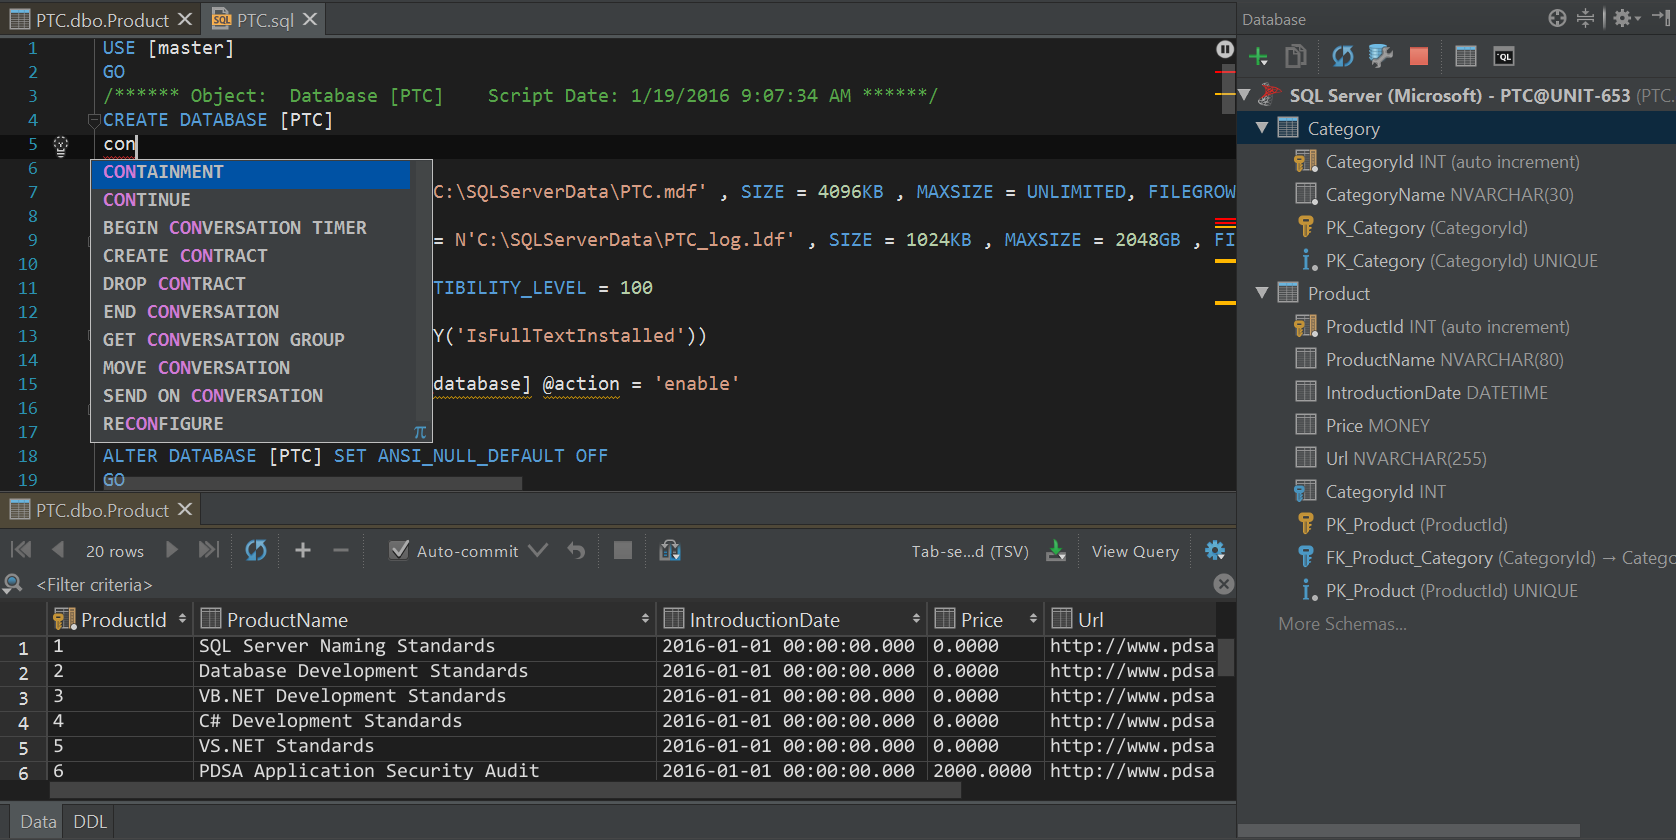 PTC.dbo.Product
PTC.sql
1 USE [master]
2 GO
3 /****** Object:  Database [PTC]    Script Date: 1/19/2016 9:07:34 AM ******/
4 CREATE DATABASE [PTC]
5 con
6
7 C:\SQLServerData\PTC.mdf' , SIZE = 4096KB , MAXSIZE = UNLIMITED, FILEGROW
8
9 = N'C:\SQLServerData\PTC_log.ldf' , SIZE = 1024KB , MAXSIZE = 2048GB , FI
10
11 TIBILITY_LEVEL = 100
12
13 Y('IsFullTextInstalled'))
14
15 database] @action = 'enable'
16
17
18 ALTER DATABASE [PTC] SET ANSI_NULL_DEFAULT OFF
19 GO
CONTAINMENT
CONTINUE
BEGIN CONVERSATION TIMER
CREATE CONTRACT
DROP CONTRACT
END CONVERSATION
GET CONVERSATION GROUP
MOVE CONVERSATION
SEND ON CONVERSATION
RECONFIGURE
π
PTC.dbo.Product
20 rows
Auto-commit
Tab-se...d (TSV)
View Query
<Filter criteria>
ProductId ProductName IntroductionDate Price Url
1 1 SQL Server Naming Standards 2016-01-01 00:00:00.000 0.0000 http://www.pdsa
2 2 Database Development Standards 2016-01-01 00:00:00.000 0.0000 http://www.pdsa
3 3 VB.NET Development Standards 2016-01-01 00:00:00.000 0.0000 http://www.pdsa
4 4 C# Development Standards 2016-01-01 00:00:00.000 0.0000 http://www.pdsa
5 5 VS.NET Standards 2016-01-01 00:00:00.000 0.0000 http://www.pdsa
6 6 PDSA Application Security Audit 2016-01-01 00:00:00.000 2000.0000 http://www.pdsa
Data DDL
Database
QL
SQL Server (Microsoft) - PTC@UNIT-653 (PTC.
Category
CategoryId INT (auto increment)
CategoryName NVARCHAR(30)
PK_Category (CategoryId)
PK_Category (CategoryId) UNIQUE
Product
ProductId INT (auto increment)
ProductName NVARCHAR(80)
IntroductionDate DATETIME
Price MONEY
Url NVARCHAR(255)
CategoryId INT
PK_Product (ProductId)
FK_Product_Category (CategoryId) → Catego
PK_Product (ProductId) UNIQUE
More Schemas...